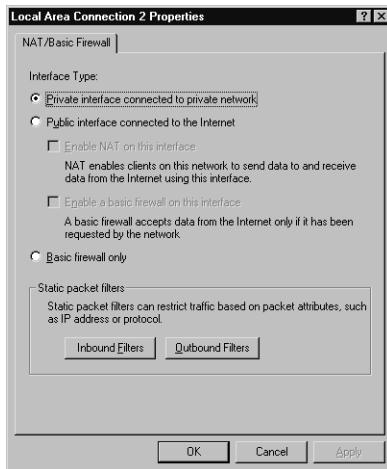 Local Area Connection 2 Properties
NAT/Basic Firewall
Interface Type:
Private interface connected to private network
Public interface connected to the Internet
Enable NAT on this interface
NAT enables clients on this network to send data to and receive
data from the Internet using this interface.
Enable a basic firewall on this interface
A basic firewall accepts data from the Internet only if it has been
requested by the network
Basic firewall only
Static packet filters
Static packet filters can restrict traffic based on packet attributes, such
as IP address or protocol.
Inbound Filters Outbound Filters
OK Cancel Apply